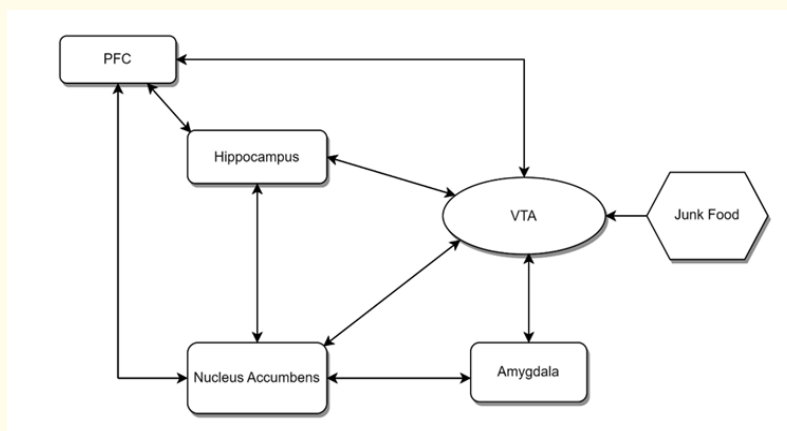 PFC
Hippocampus
VTA
Junk Food
Nucleus Accumbens
Amygdala